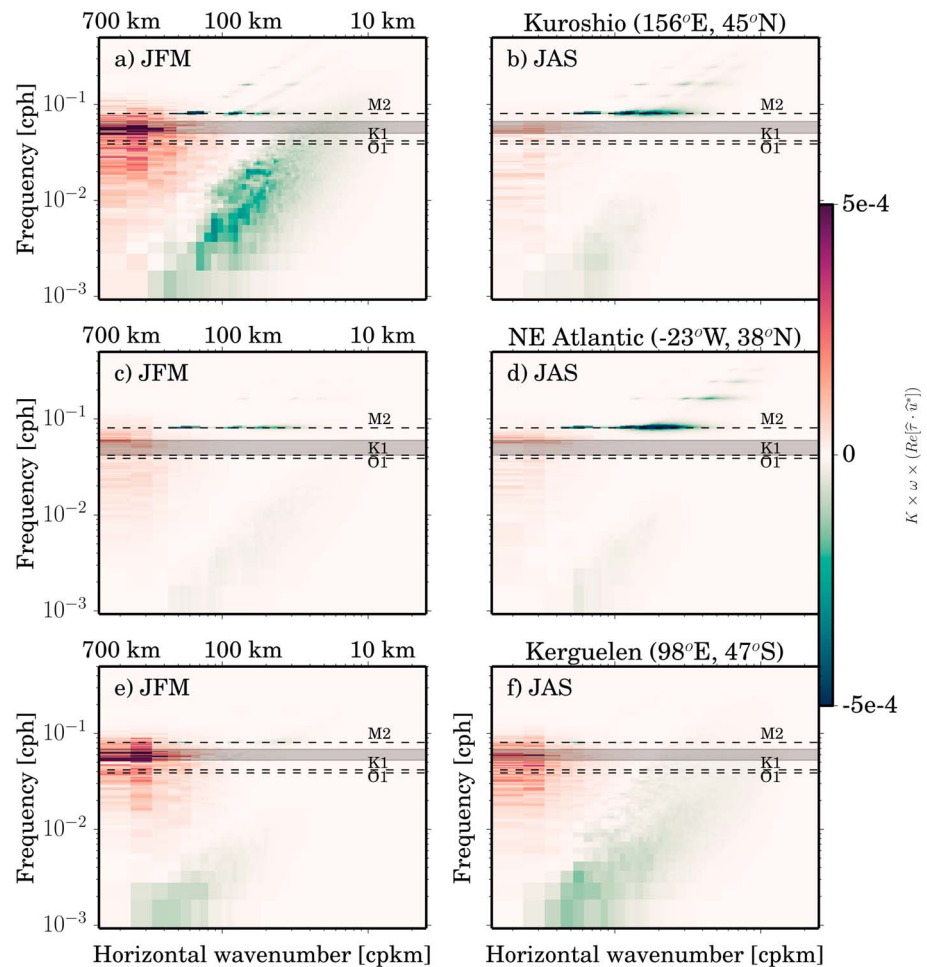 700 km 100 km 10 km Kuroshio (156°E, 45°N)
a) JFM b) JAS
Frequency [cph]
10⁻¹
10⁻²
10⁻³
M2
K1
O1
M2
K1
O1
5e-4
0
-5e-4
K × ω × (Re[τ̂ · û*])
700 km 100 km 10 km NE Atlantic (-23°W, 38°N)
c) JFM d) JAS
Frequency [cph]
10⁻¹
10⁻²
10⁻³
M2
K1
O1
M2
K1
O1
700 km 100 km 10 km Kerguelen (98°E, 47°S)
e) JFM f) JAS
Frequency [cph]
10⁻¹
10⁻²
10⁻³
M2
K1
O1
Frequency [cph]
M2
K1
O1
Horizontal wavenumber [cpkm] Horizontal wavenumber [cpkm]